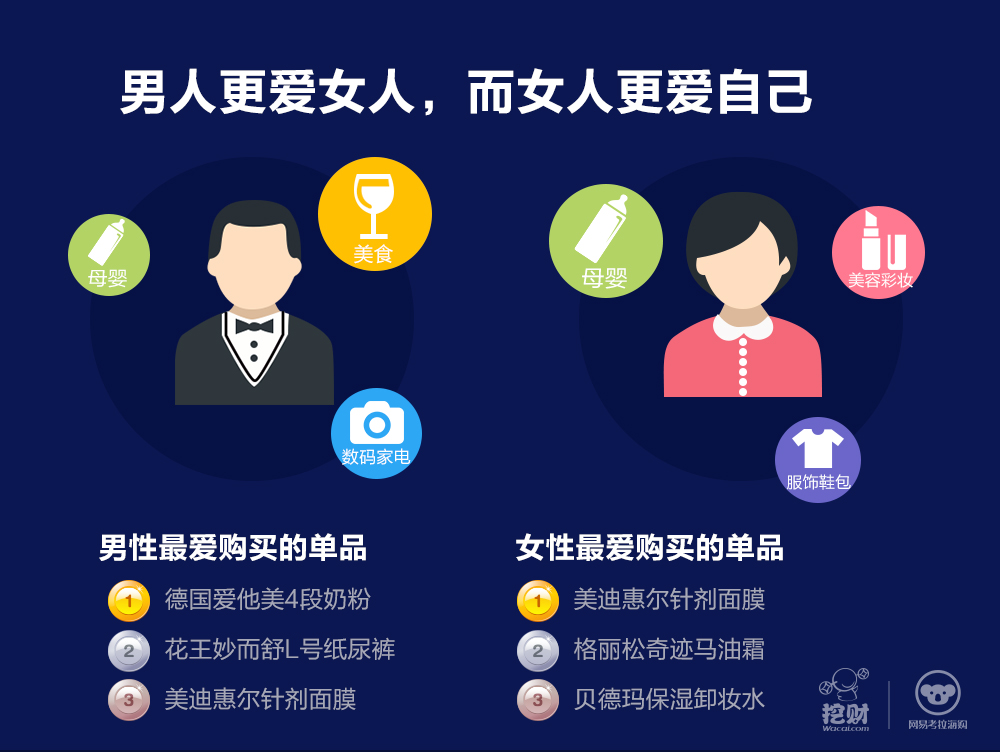 男人更爱女人，而女人更爱自己
母婴
美食
数码家电
母婴
美容彩妆
服饰鞋包
男性最爱购买的单品
1 德国爱他美4段奶粉
2 花王妙而舒L号纸尿裤
3 美迪惠尔针剂面膜
女性最爱购买的单品
1 美迪惠尔针剂面膜
2 格丽松奇迹马油霜
3 贝德玛保湿卸妆水
挖财
Wacai.com
网易考拉海购